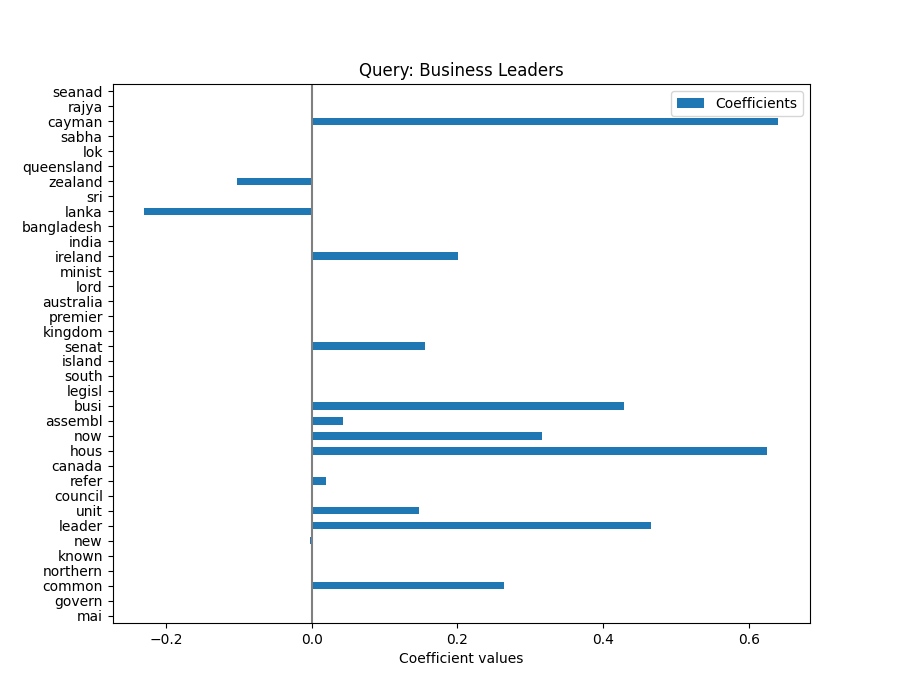 Query: Business Leaders
Coefficients
seanad
rajya
cayman
sabha
lok
queensland
zealand
sri
lanka
bangladesh
india
ireland
minist
lord
australia
premier
kingdom
senat
island
south
legisl
busi
assembl
now
hous
canada
refer
council
unit
leader
new
known
northern
common
govern
mai
−0.2 0.0 0.2 0.4 0.6
Coefficient values